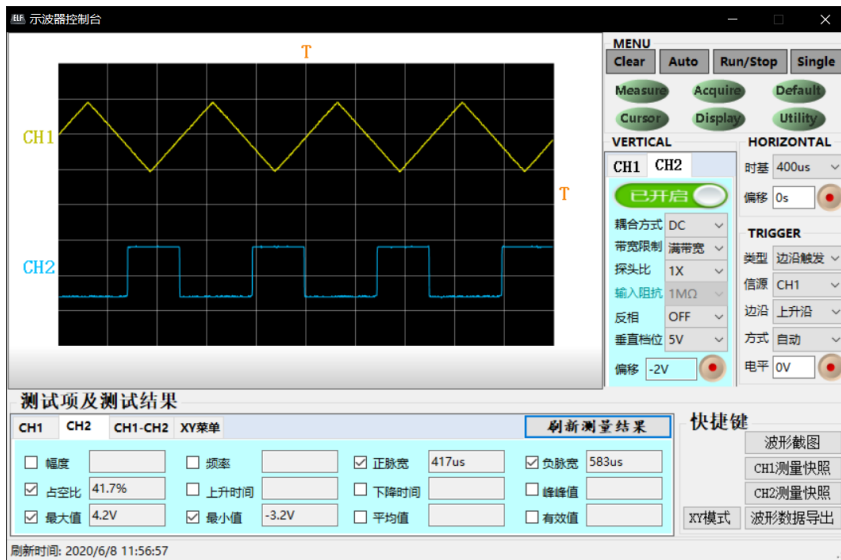 ELF 示波器控制台
T
CH1
T
CH2
MENU
Clear Auto Run/Stop Single
Measure Acquire Default
Cursor Display Utility
VERTICAL
CH1 CH2
已开启
耦合方式 DC
带宽限制 满带宽
探头比 1X
输入阻抗 1MΩ
反相 OFF
垂直档位 5V
偏移 -2V
HORIZONTAL
时基 400us
偏移 0s
TRIGGER
类型 边沿触发
信源 CH1
边沿 上升沿
方式 自动
电平 0V
测试项及测试结果
CH1 CH2 CH1-CH2 XY菜单 刷新测量结果
幅度 频率 正脉宽 417us 负脉宽 583us
占空比 41.7% 上升时间 下降时间 峰峰值
最大值 4.2V 最小值 -3.2V 平均值 有效值
快捷键
波形截图
CH1测量快照
CH2测量快照
XY模式 波形数据导出
刷新时间: 2020/6/8 11:56:57